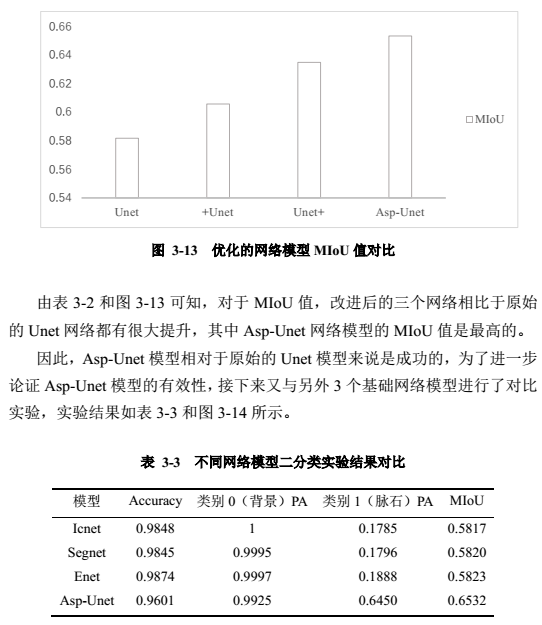 0.66
0.64
0.62
0.6
0.58
0.56
0.54
Unet +Unet Unet+ Asp-Unet
MIoU
图 3-13 优化的网络模型 MIoU 值对比
由表 3-2 和图 3-13 可知，对于 MIoU 值，改进后的三个网络相比于原始
的 Unet 网络都有很大提升，其中 Asp-Unet 网络模型的 MIoU 值是最高的。
因此，Asp-Unet 模型相对于原始的 Unet 模型来说是成功的，为了进一步
论证 Asp-Unet 模型的有效性，接下来又与另外 3 个基础网络模型进行了对比
实验，实验结果如表 3-3 和图 3-14 所示。
表 3-3 不同网络模型二分类实验结果对比
模型 Accuracy 类别 0（背景）PA 类别 1（脉石）PA MIoU
Icnet 0.9848 1 0.1785 0.5817
Segnet 0.9845 0.9995 0.1796 0.5820
Enet 0.9874 0.9997 0.1888 0.5823
Asp-Unet 0.9601 0.9925 0.6450 0.6532